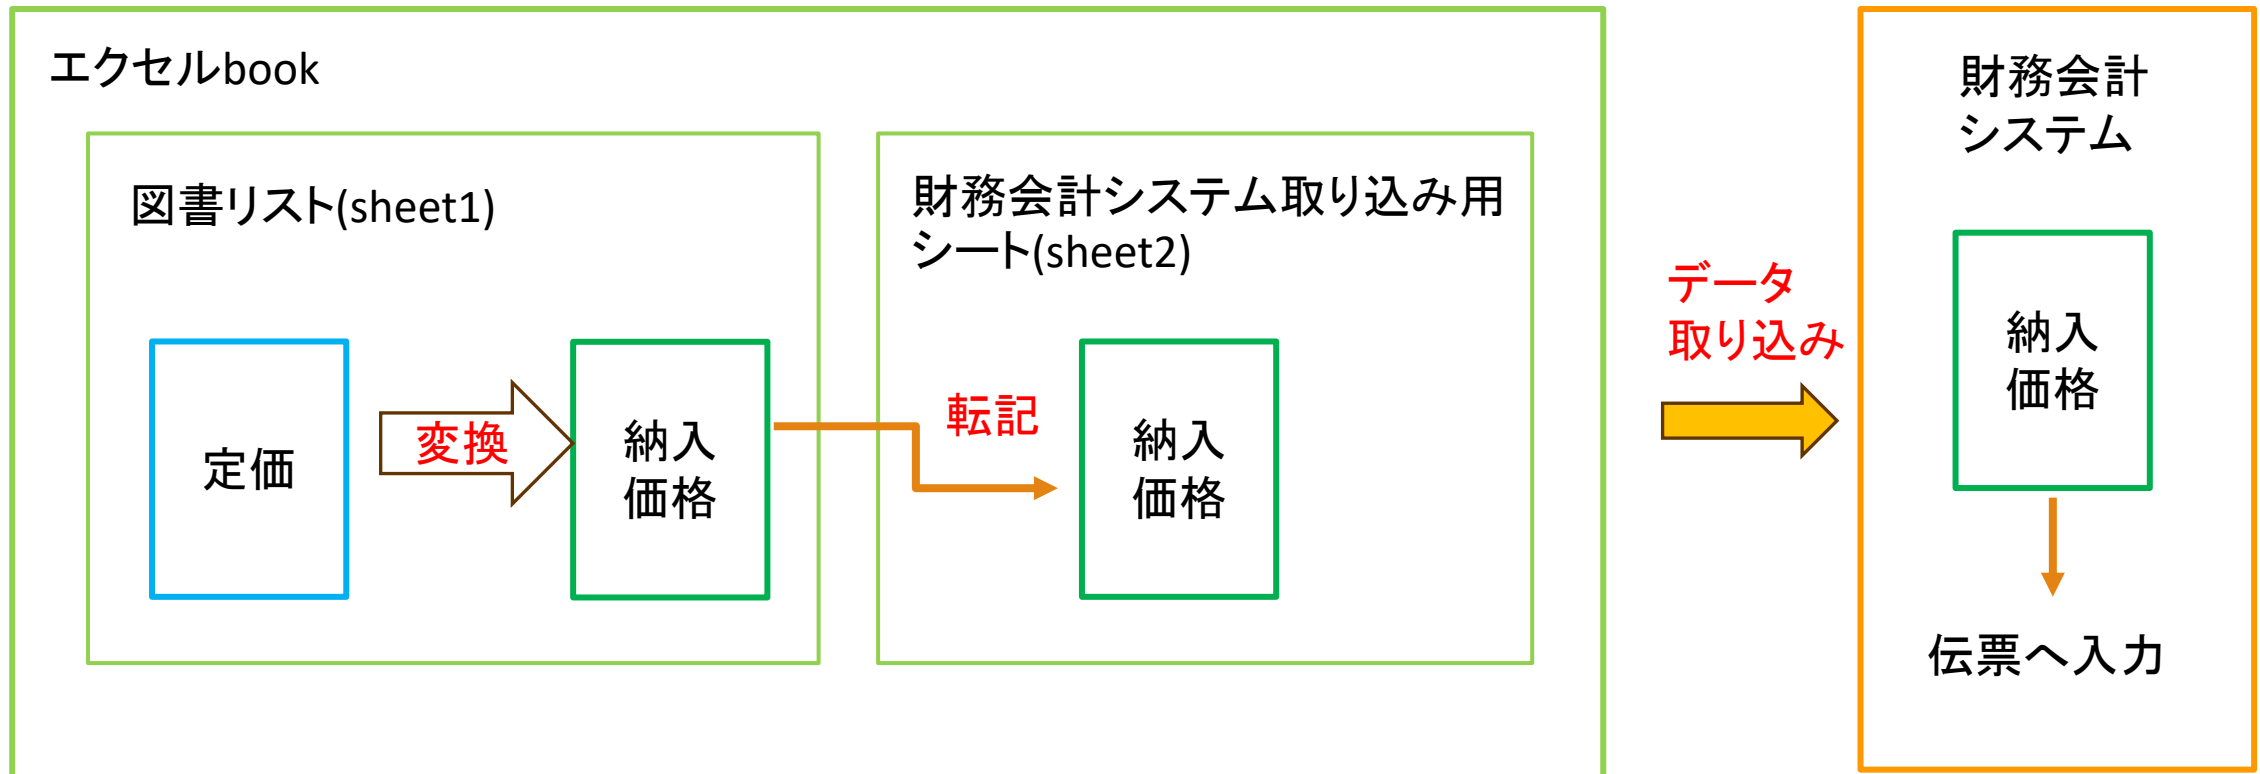 エクセルbook
図書リスト(sheet1)
定価
変換
納入
価格
財務会計システム取り込み用
シート(sheet2)
転記
納入
価格
データ
取り込み
財務会計
システム
納入
価格
伝票へ入力